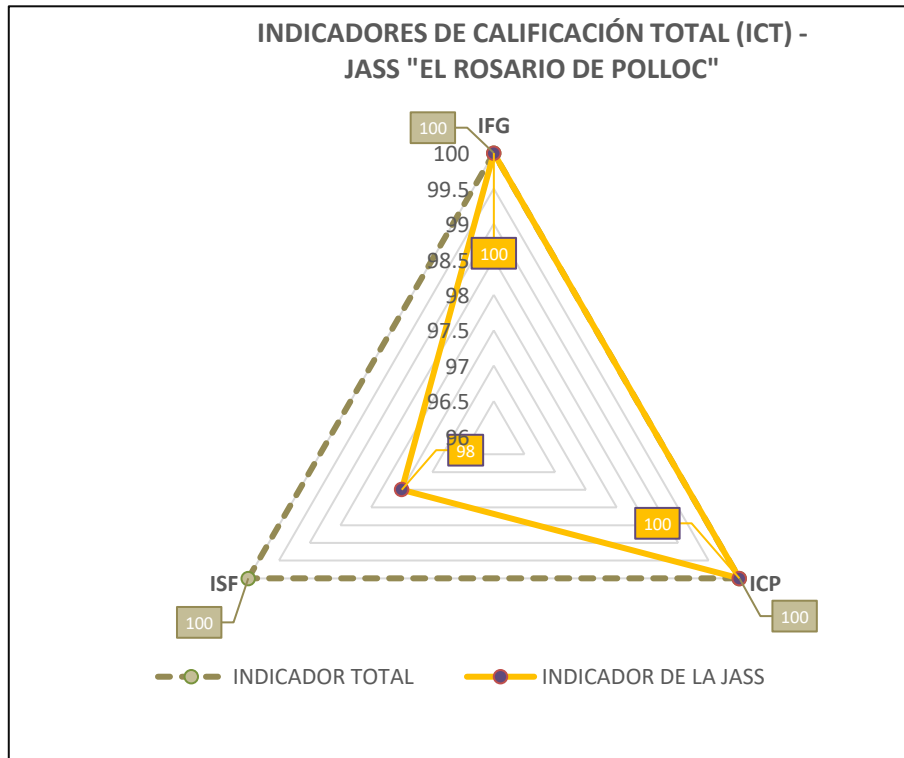 INDICADORES DE CALIFICACIÓN TOTAL (ICT) -
JASS "EL ROSARIO DE POLLOC"
IFG
100
100
99.5
99
100
98.5
98
97.5
97
96.5
96
98
100
ISF
ICP
100
100
INDICADOR TOTAL
INDICADOR DE LA JASS